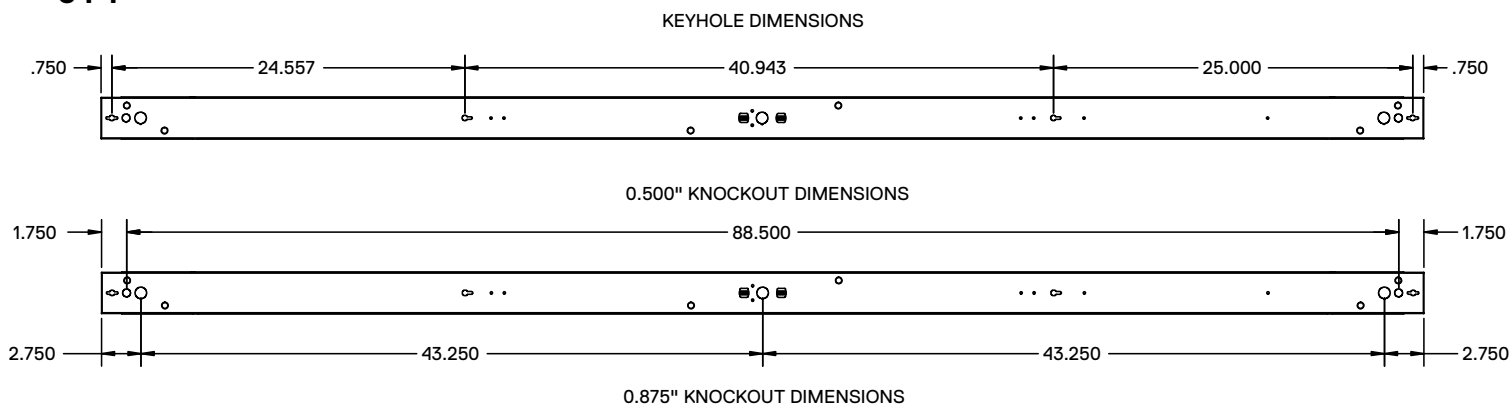 KEYHOLE DIMENSIONS
.750 24.557 40.943 25.000 .750
0.500" KNOCKOUT DIMENSIONS
1.750 88.500 1.750
2.750 43.250 43.250 2.750
0.875" KNOCKOUT DIMENSIONS